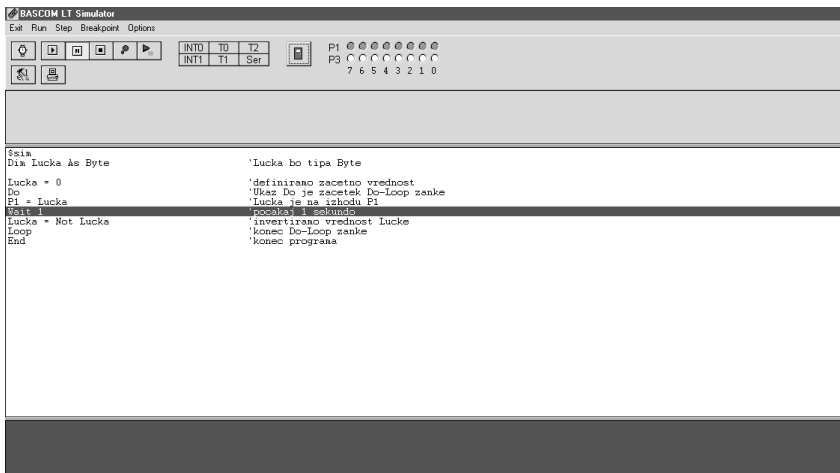 BASCOM LT Simulator
Exit Run Step Breakpoint Options
INT0 T0 T2
INT1 T1 Ser
P1
P3
7 6 5 4 3 2 1 0
$sim
Dim Lucka As Byte 'Lucka bo tipa Byte
Lucka = 0 'definiramo zacetno vrednost
Do 'Ukaz Do je zacetek Do-Loop zanke
P1 = Lucka 'Lucka je na izhodu P1
Wait 1 'pocakaj 1 sekundo
Lucka = Not Lucka 'invertiramo vrednost Lucke
Loop 'konec Do-Loop zanke
End 'konec programa